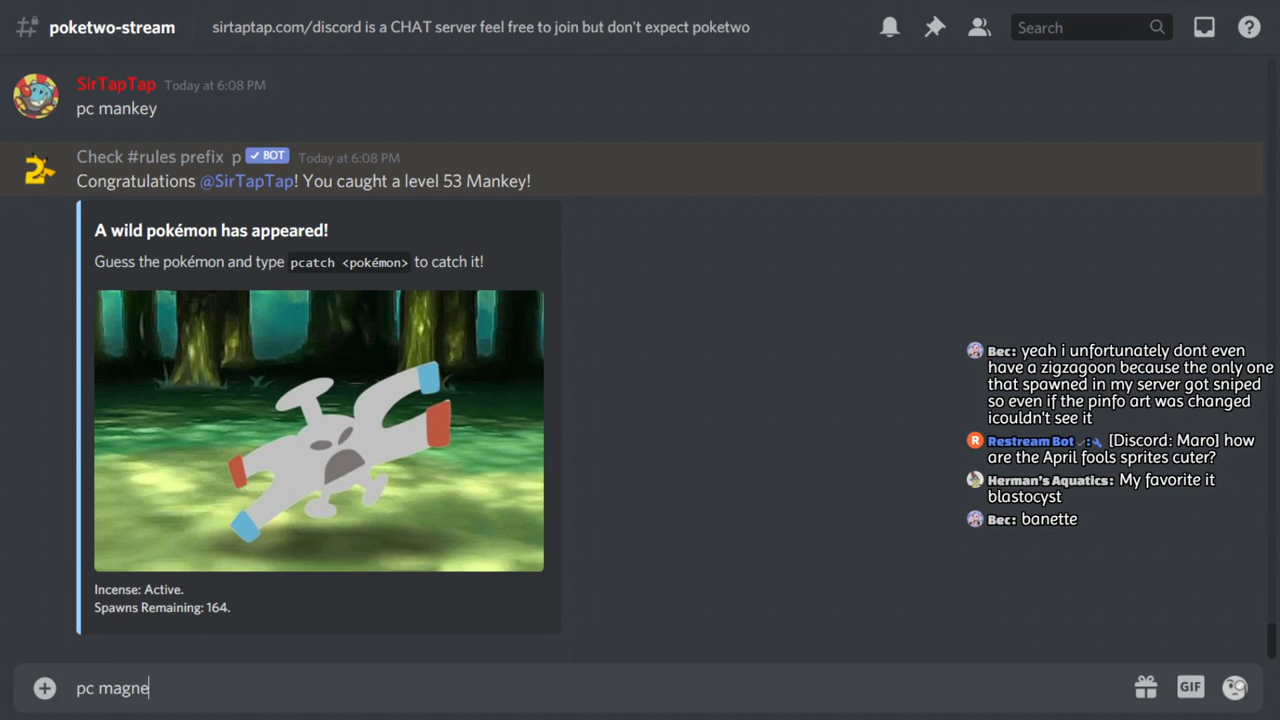 poketwo-stream
sirtaptap.com/discord is a CHAT server feel free to join but don't expect poketwo
Search
SirTapTap Today at 6:08 PM
pc mankey
Check #rules prefix p BOT Today at 6:08 PM
Congratulations @SirTapTap! You caught a level 53 Mankey!
A wild pokémon has appeared!
Guess the pokémon and type pcatch <pokémon> to catch it!
Incense: Active.
Spawns Remaining: 164.
Bec: yeah i unfortunately dont even
have a zigzagoon because the only one
that spawned in my server got sniped
so even if the pinfo art was changed
icouldn't see it
Restream Bot [Discord: Maro] how
are the April fools sprites cuter?
Herman's Aquatics: My favorite it
blastocyst
Bec: banette
pc magne
GIF